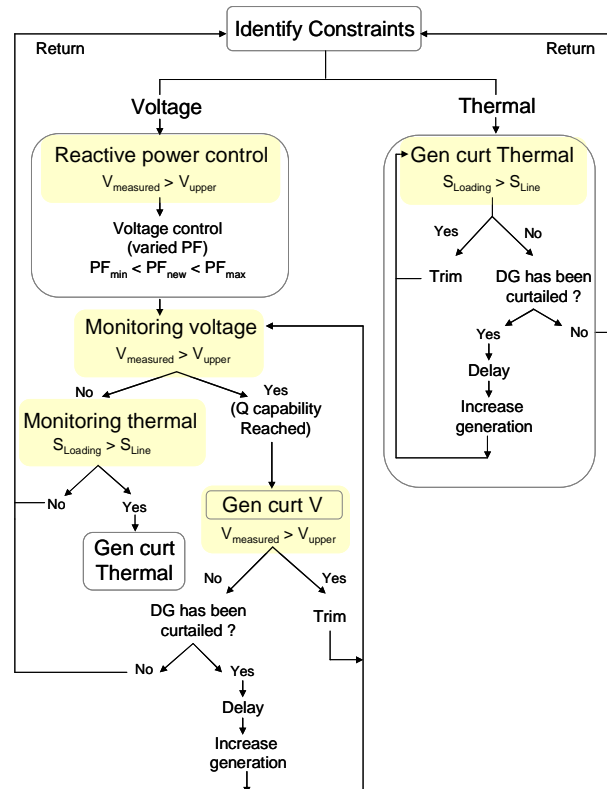 Identify Constraints
Return
Return
Voltage
Thermal
Reactive power control
Vmeasured > Vupper
Voltage control
(varied PF)
PFmin < PFnew < PFmax
Monitoring voltage
Vmeasured > Vupper
No
Yes
(Q capability
Reached)
Monitoring thermal
SLoading > SLine
No
Yes
Gen curt
Thermal
Gen curt V
Vmeasured > Vupper
No
Yes
DG has been
curtailed ?
Trim
No
Yes
Delay
Increase
generation
Gen curt Thermal
SLoading > SLine
Yes
No
Trim
DG has been
curtailed ?
Yes
No
Delay
Increase
generation